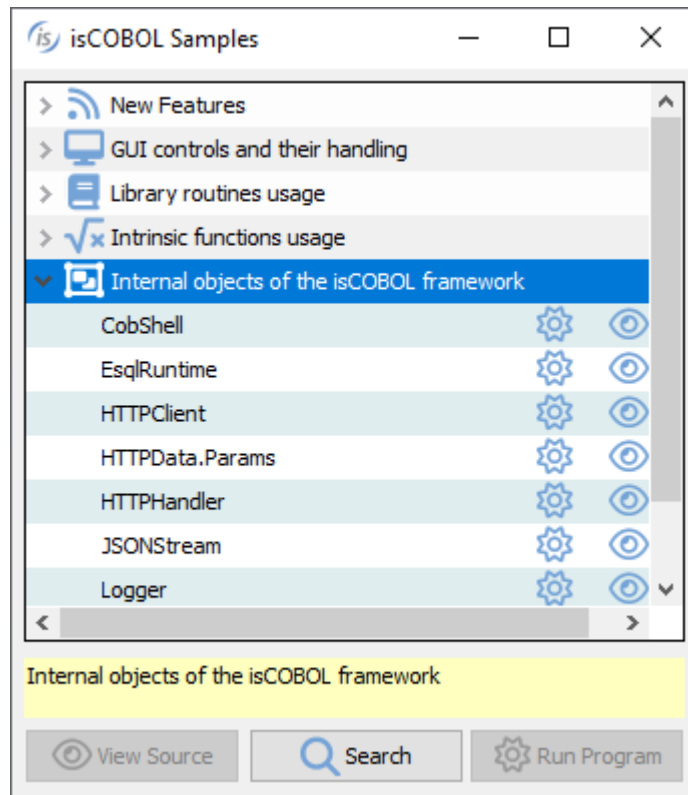 is isCOBOL Samples
New Features
GUI controls and their handling
Library routines usage
√x Intrinsic functions usage
Internal objects of the isCOBOL framework
CobShell
EsqlRuntime
HTTPClient
HTTPData.Params
HTTPHandler
JSONStream
Logger
Internal objects of the isCOBOL framework
View Source Search Run Program